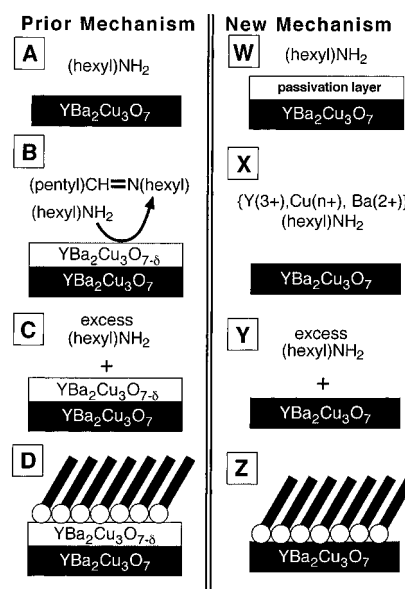 Prior Mechanism
A
(hexyl)NH₂
YBa₂Cu₃O₇
B
(pentyl)CH=N(hexyl)
(hexyl)NH₂
YBa₂Cu₃O₇₋δ
YBa₂Cu₃O₇
C
excess
(hexyl)NH₂
+
YBa₂Cu₃O₇₋δ
YBa₂Cu₃O₇
D
YBa₂Cu₃O₇₋δ
YBa₂Cu₃O₇
New Mechanism
W
(hexyl)NH₂
passivation layer
YBa₂Cu₃O₇
X
{Y(3+),Cu(n+), Ba(2+)}
(hexyl)NH₂
YBa₂Cu₃O₇
Y
excess
(hexyl)NH₂
+
YBa₂Cu₃O₇
Z
YBa₂Cu₃O₇